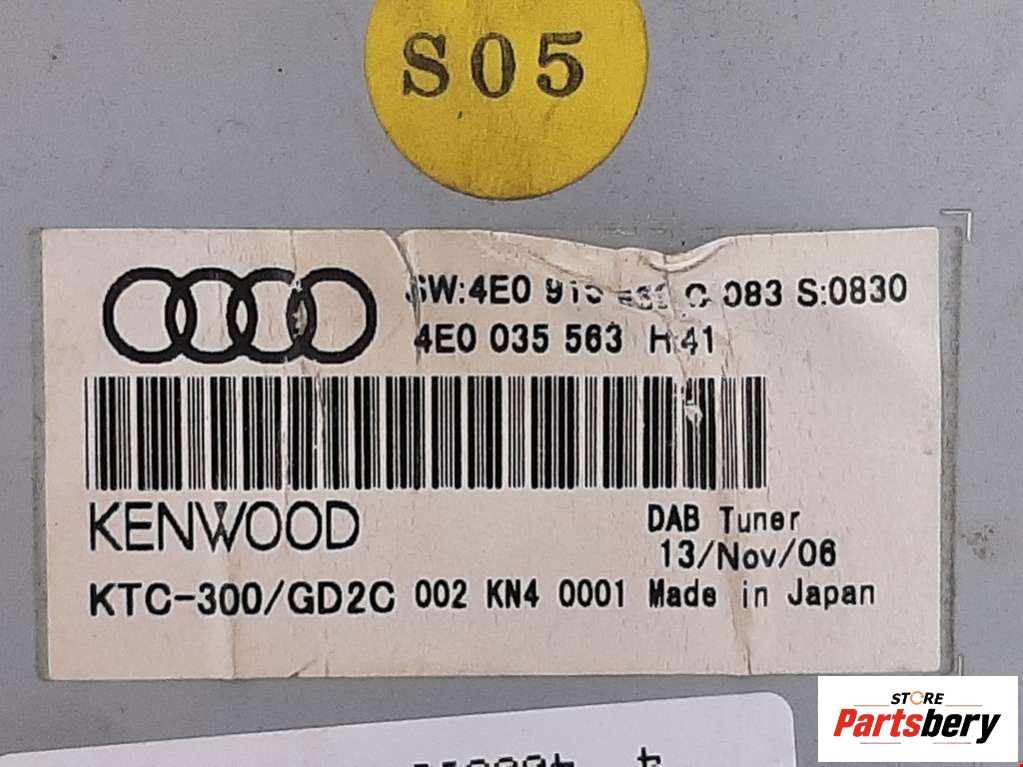 S05
SW:4E0 083 S:0830
4E0 035 563 H41
KENWOOD
DAB Tuner
13/Nov/06
KTC-300/GD2C 002 KN4 0001 Made in Japan
STORE
Partsbery